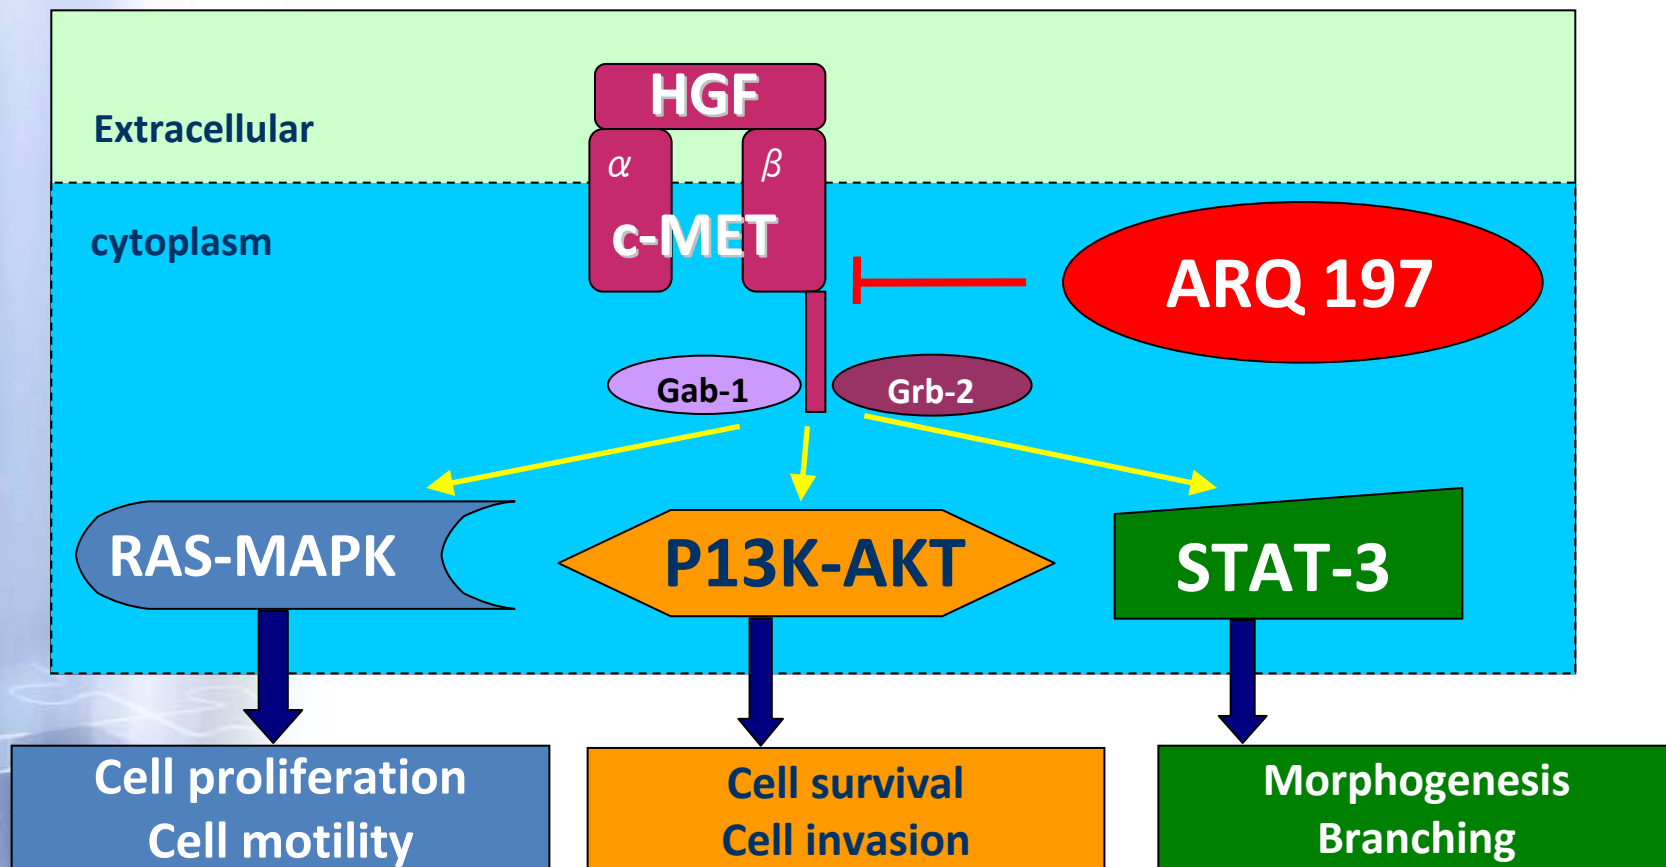 HGF
Extracellular
α
β
c-MET
cytoplasm
ARQ 197
Gab-1
Grb-2
RAS-MAPK
P13K-AKT
STAT-3
Cell proliferation
Cell motility
Cell survival
Cell invasion
Morphogenesis
Branching